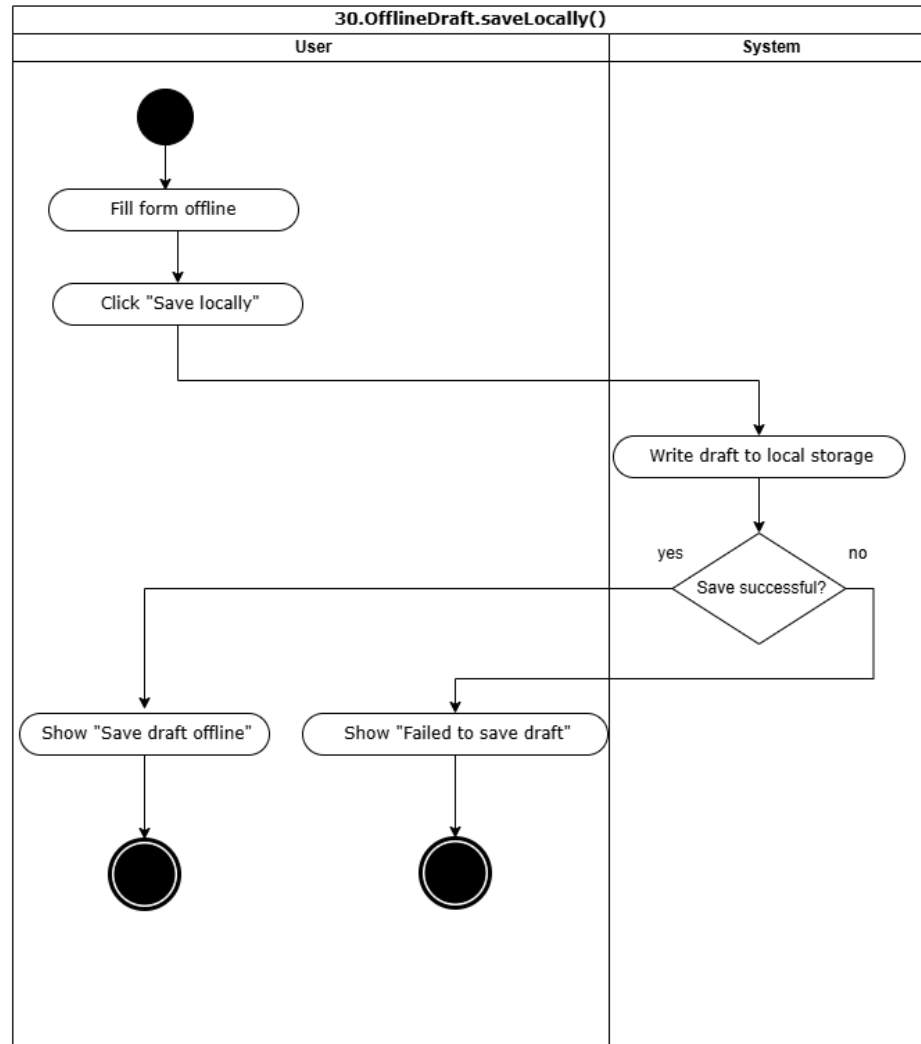 30.OfflineDraft.saveLocally()
User
System
Fill form offline
Click "Save locally"
Write draft to local storage
yes
no
Save successful?
Show "Save draft offline"
Show "Failed to save draft"